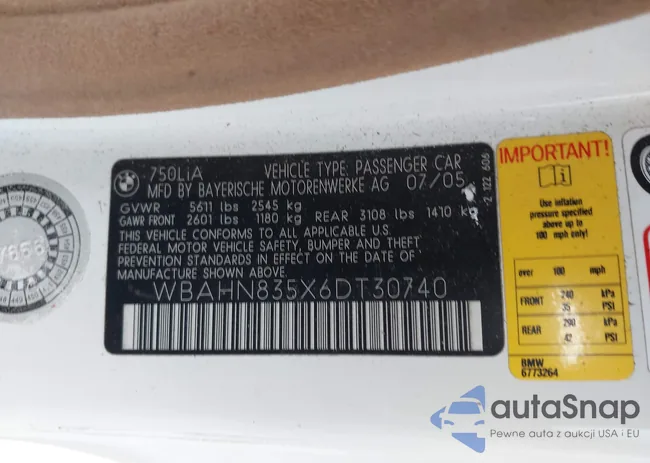 750LiA VEHICLE TYPE: PASSENGER CAR
MFD BY BAYERISCHE MOTORENWERKE AG 07/05
GVWR 5611 lbs 2545 kg
GAWR FRONT 2601 lbs 1180 kg REAR 3108 lbs 1410 kg
THIS VEHICLE CONFORMS TO ALL APPLICABLE U.S.
FEDERAL MOTOR VEHICLE SAFETY, BUMPER AND THEFT
PREVENTION STANDARDS IN EFFECT ON THE DATE OF
MANUFACTURE SHOWN ABOVE.
WBAHN835X6DT30740
2 122 606
7656
IMPORTANT!
Use inflation
pressure specified
above up to
100 mph only!
over 100 mph
FRONT 240 kPa
35 PSI
REAR 290 kPa
42 PSI
BMW
6773264
autaSnap
Pewne auta z aukcji USA i EU